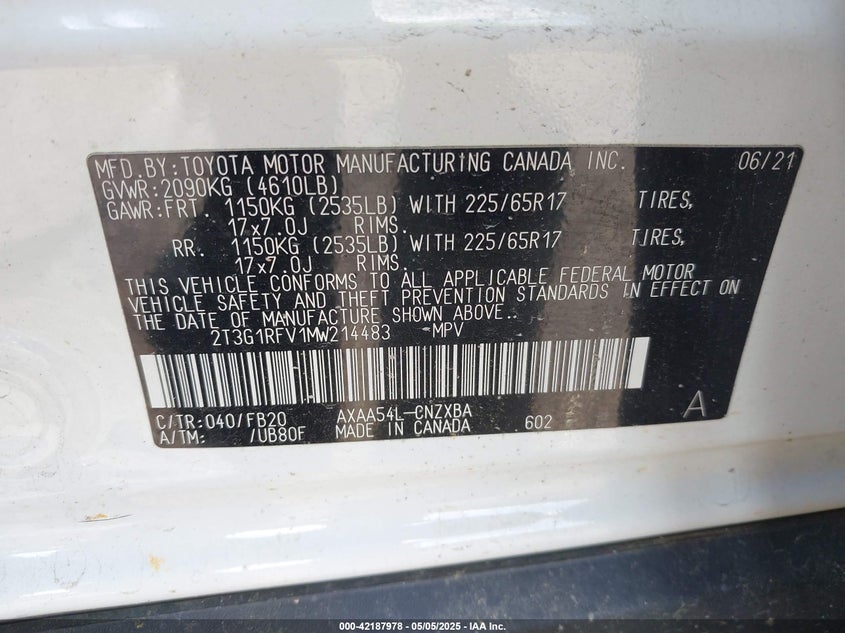 MFD.BY:TOYOTA MOTOR MANUFACTURING CANADA INC. 06/21
GVWR:2090KG (4610LB)
GAWR:FRT. 1150KG (2535LB) WITH 225/65R17 TIRES,
17x7.0J RIMS.
RR. 1150KG (2535LB) WITH 225/65R17 TIRES,
17x7.0J RIMS.
THIS VEHICLE CONFORMS TO ALL APPLICABLE FEDERAL MOTOR
VEHICLE SAFETY AND THEFT PREVENTION STANDARDS IN EFFECT ON
THE DATE OF MANUFACTURE SHOWN ABOVE.
2T3G1RFV1MW214483 MPV
C/TR:040/FB20 AXAA54L-CNZXBA A
A/TM: /UB80F MADE IN CANADA 602
000-42187978 - 05/05/2025 - IAA Inc.